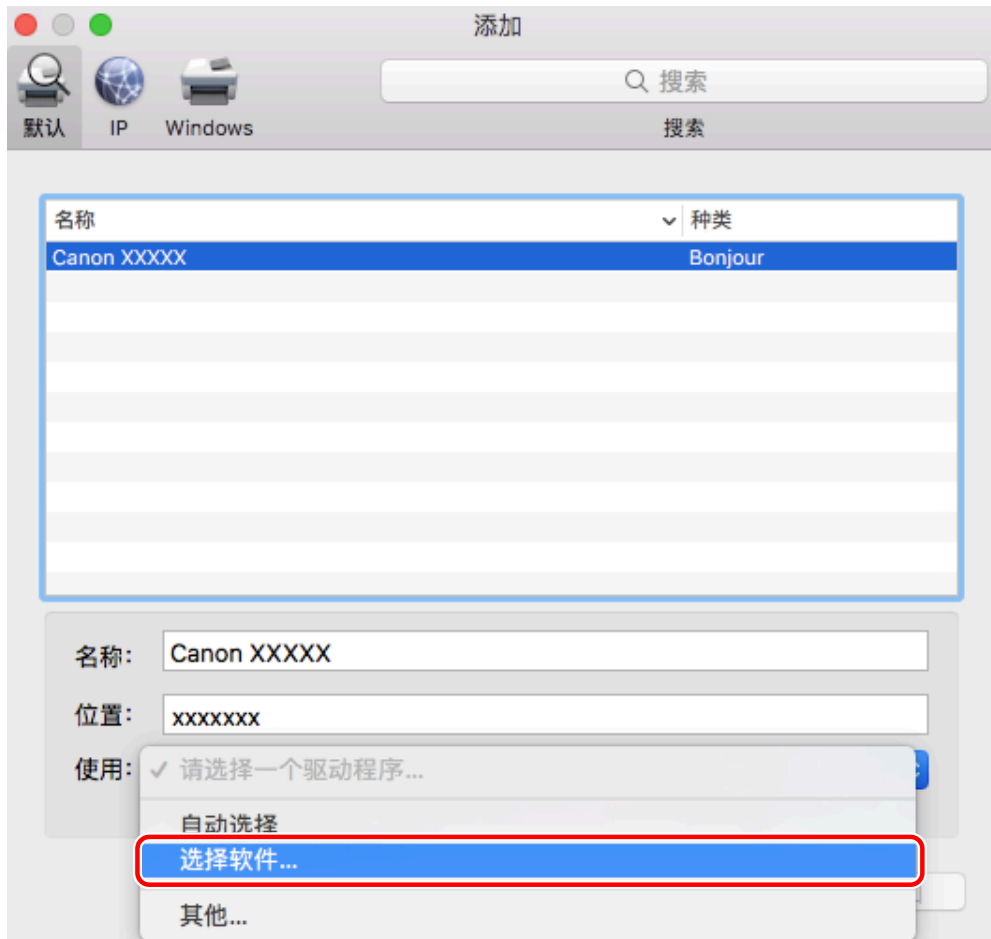 添加
搜索
默认 IP Windows 搜索
名称 种类
Canon XXXXX Bonjour
名称: Canon XXXXX
位置: xxxxxxx
使用: ✓ 请选择一个驱动程序...
自动选择
选择软件...
其他...